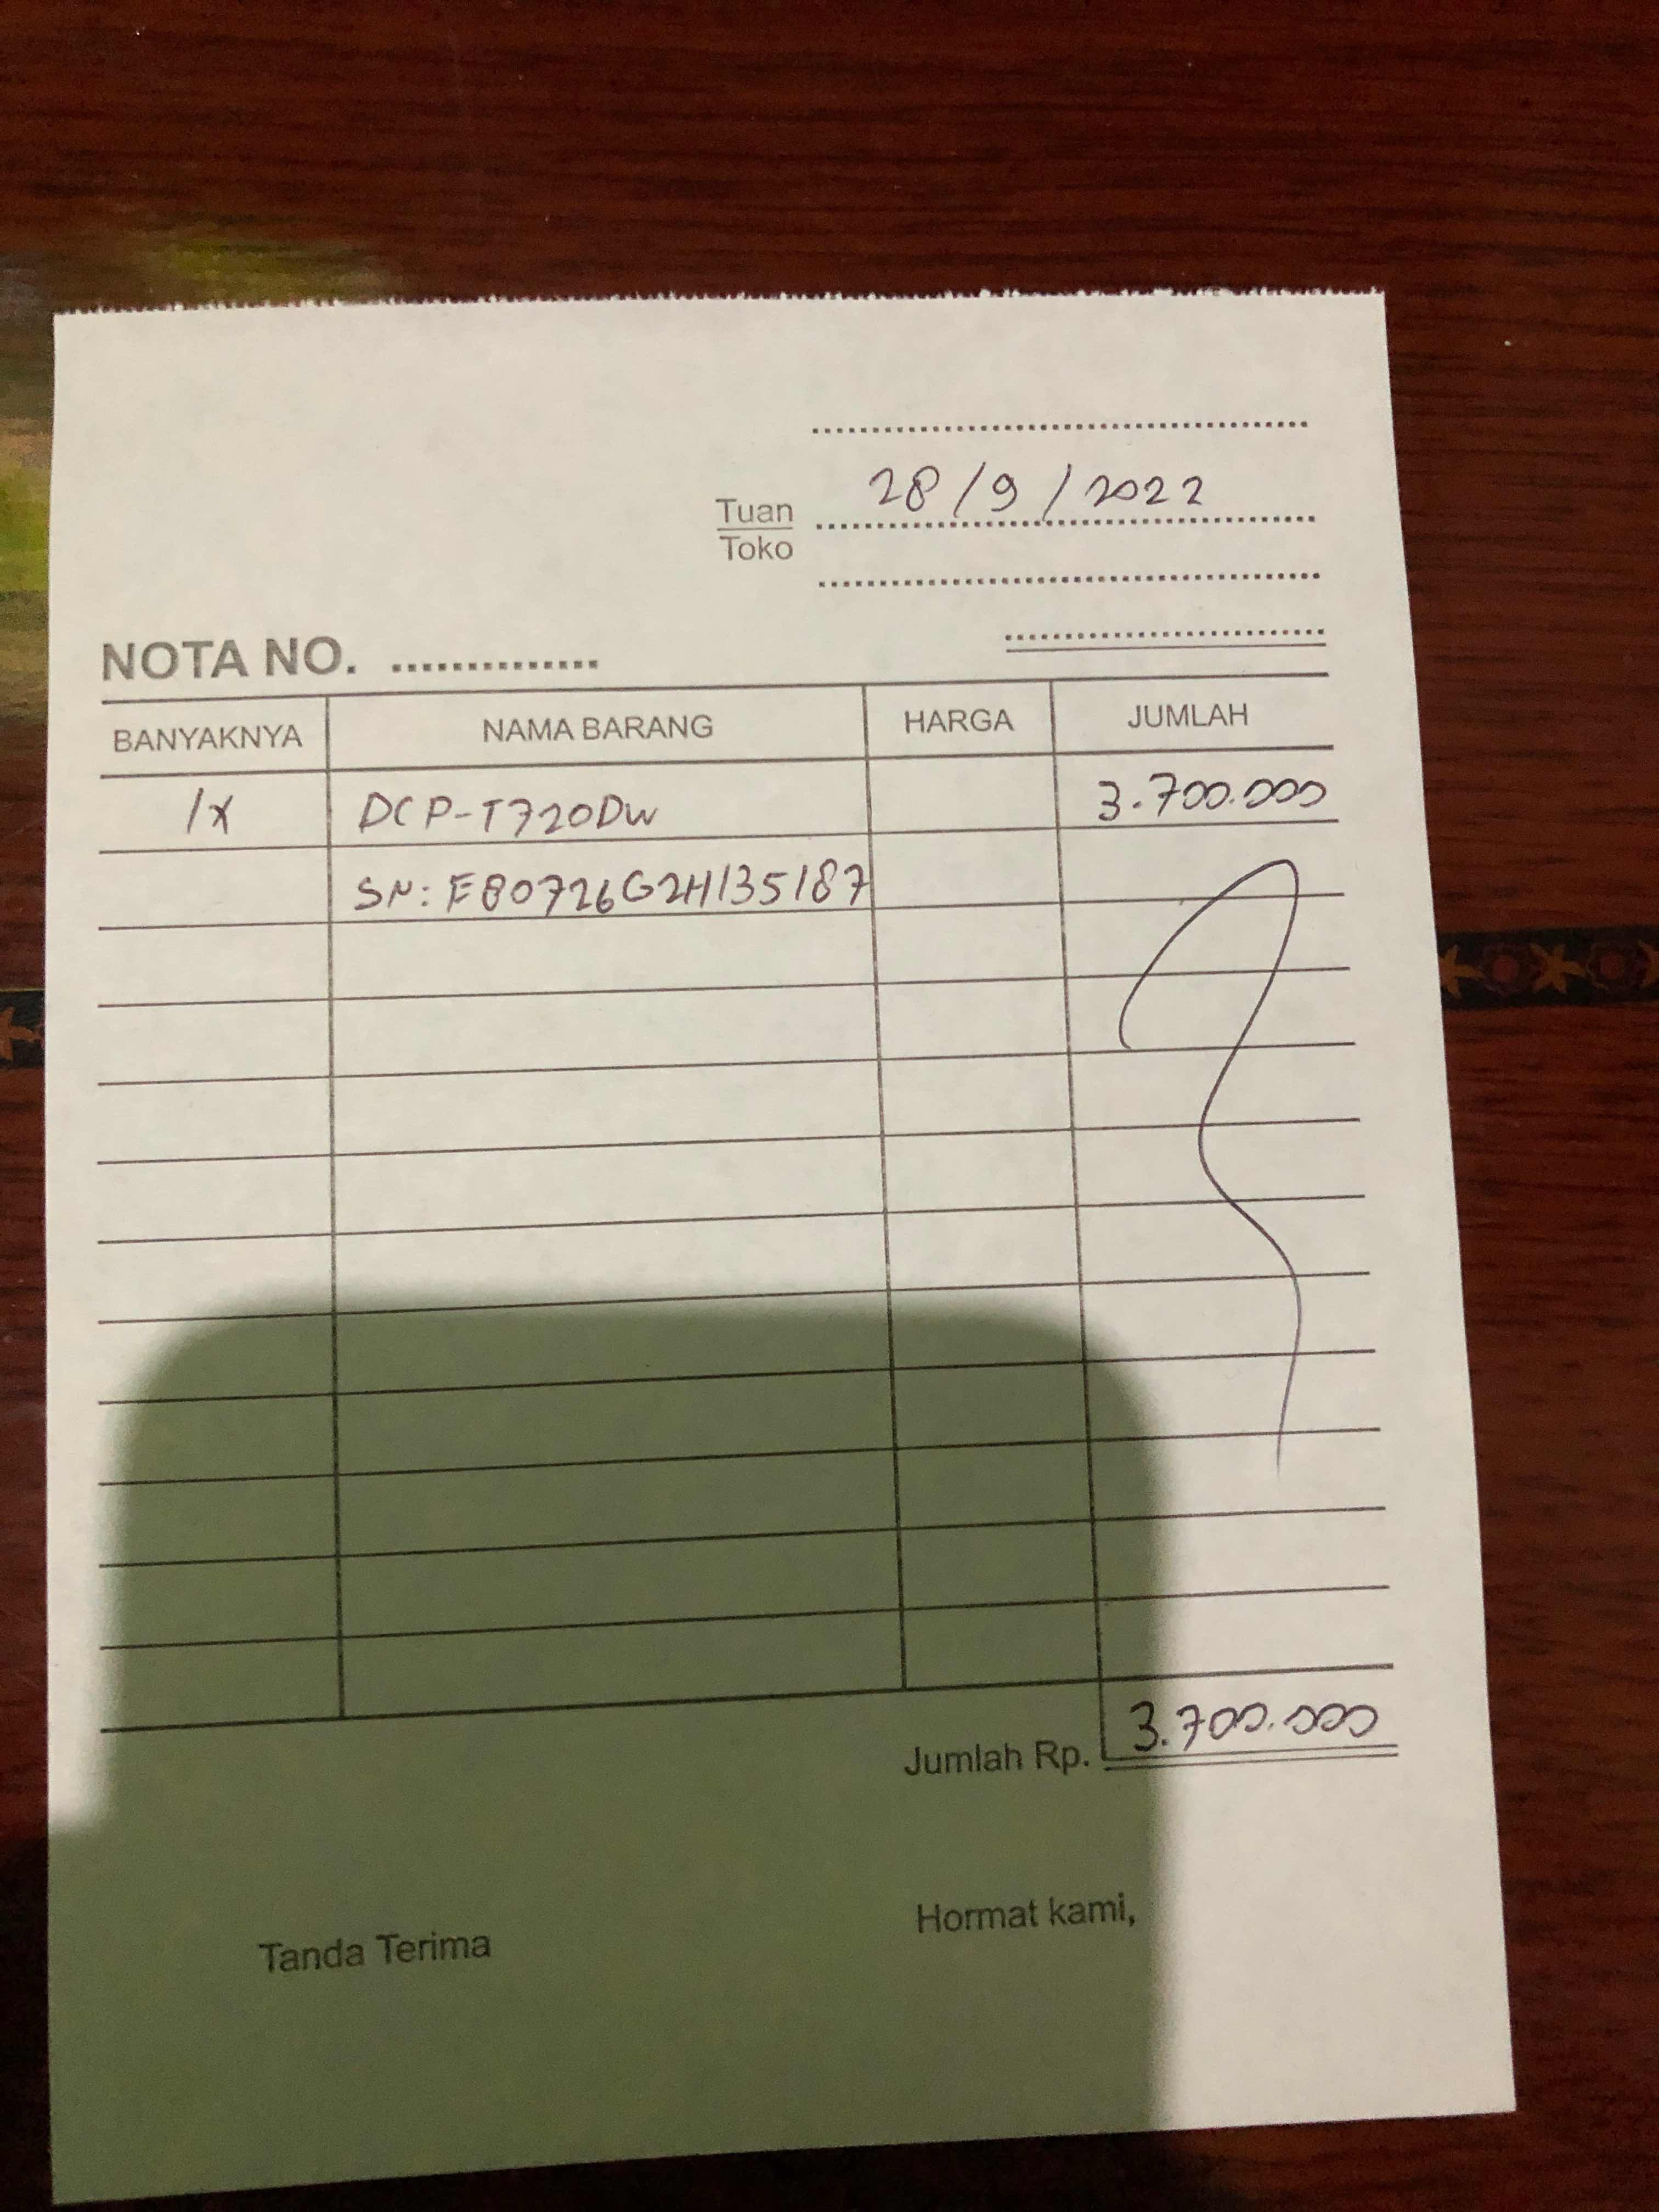 28/9/2022
Tuan
Toko
NOTA NO. ..............
BANYAKNYA NAMA BARANG HARGA JUMLAH
1x DCP-T720DW 3.700.000
SN: E80726G2H135187
Jumlah Rp. 3.700.000
Tanda Terima Hormat kami,